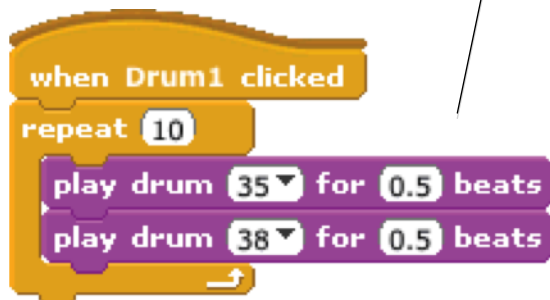 when Drum1 clicked
repeat 10
play drum 35 for 0.5 beats
play drum 38 for 0.5 beats